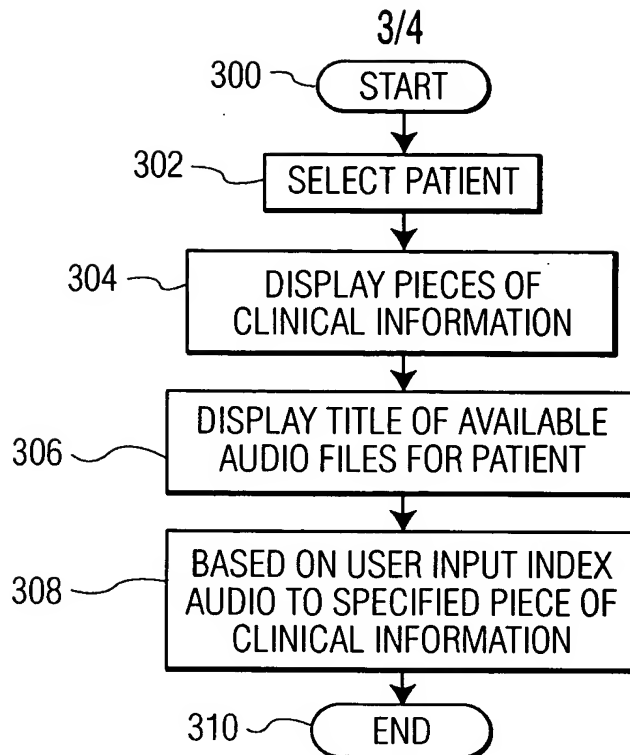 3/4
300
START
302
SELECT PATIENT
304
DISPLAY PIECES OF
CLINICAL INFORMATION
306
DISPLAY TITLE OF AVAILABLE
AUDIO FILES FOR PATIENT
308
BASED ON USER INPUT INDEX
AUDIO TO SPECIFIED PIECE OF
CLINICAL INFORMATION
310
END